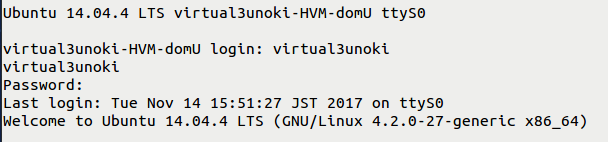 Ubuntu 14.04.4 LTS virtual3unoki-HVM-domU ttyS0
virtual3unoki-HVM-domU login: virtual3unoki
virtual3unoki
Password:
Last login: Tue Nov 14 15:51:27 JST 2017 on ttyS0
Welcome to Ubuntu 14.04.4 LTS (GNU/Linux 4.2.0-27-generic x86_64)